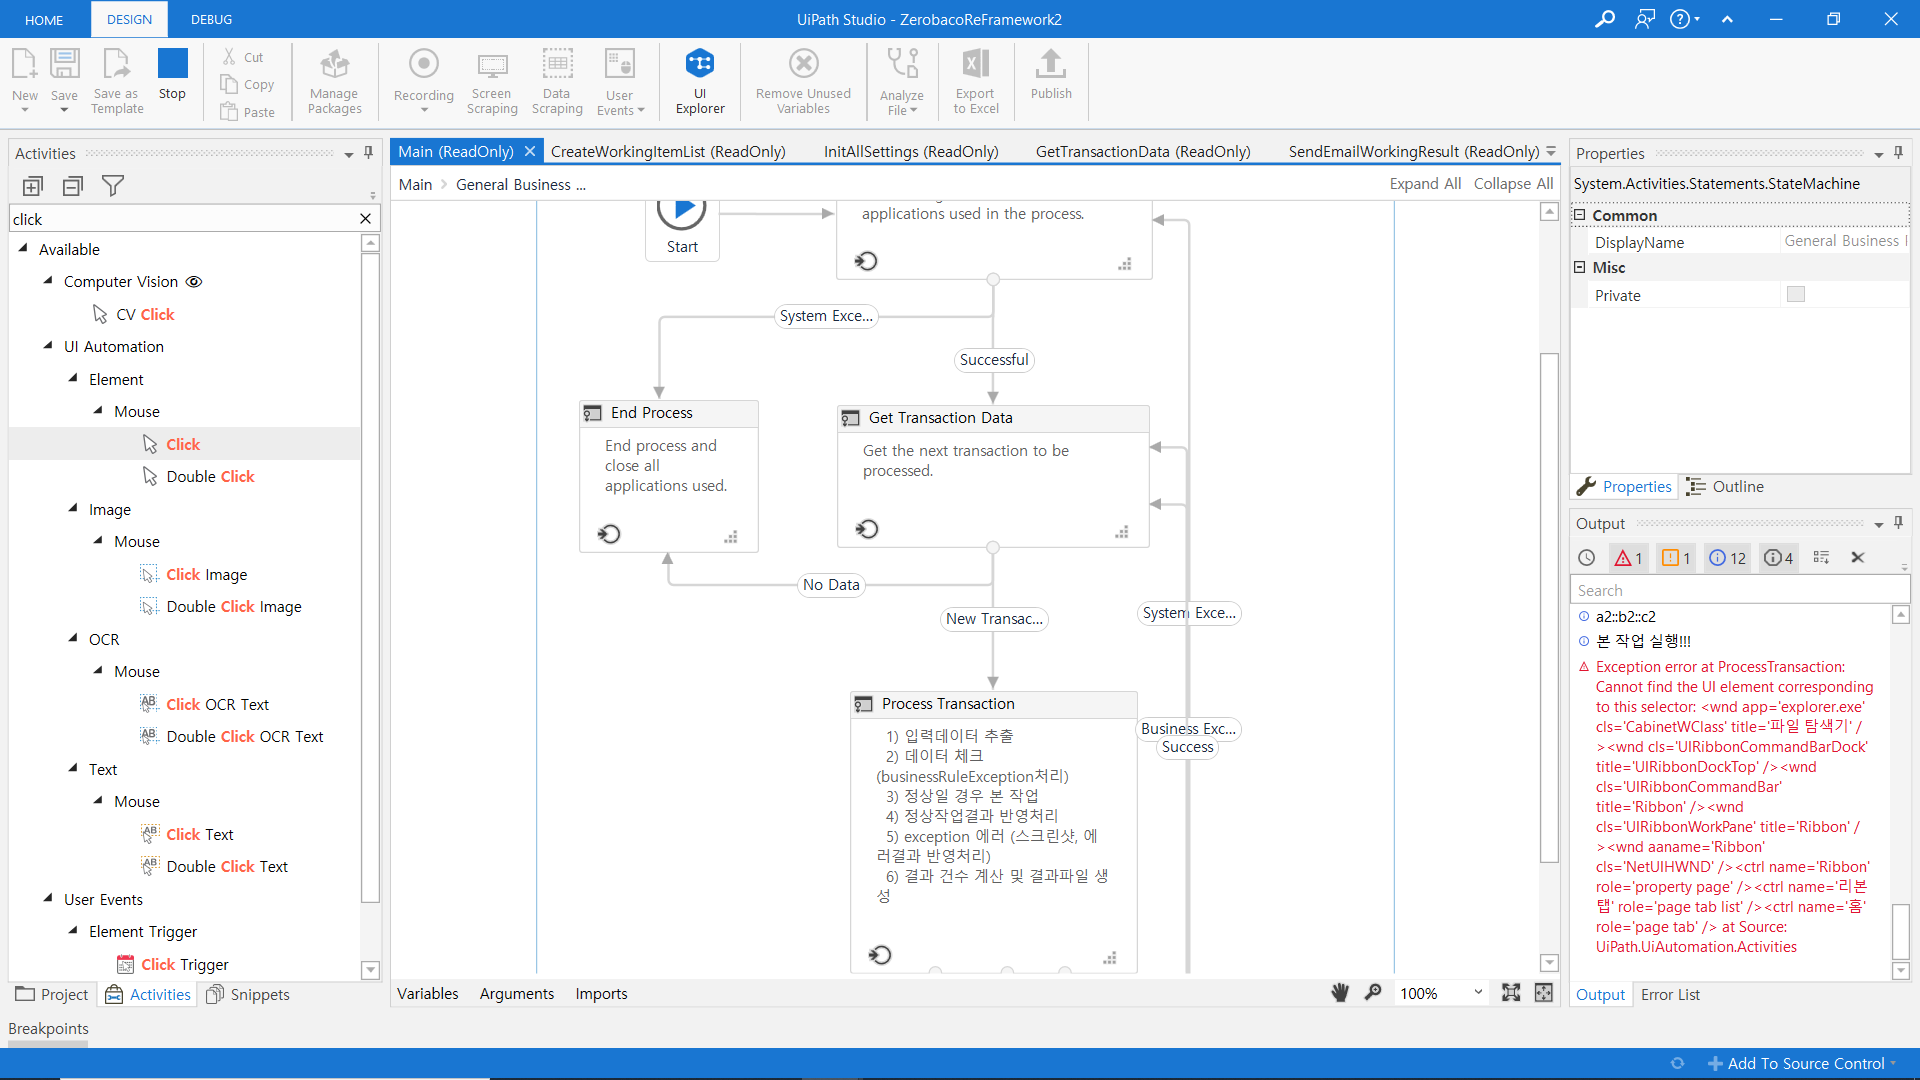 HOME
DESIGN
DEBUG
UiPath Studio - ZerobacoReFramework2
New
Save
Save as
Template
Stop
Cut
Copy
Paste
Manage
Packages
Recording
Screen
Scraping
Data
Scraping
User
Events
UI
Explorer
Remove Unused
Variables
Analyze
File
Export
to Excel
Publish
Activities
click
Available
Computer Vision
CV Click
UI Automation
Element
Mouse
Click
Double Click
Image
Mouse
Click Image
Double Click Image
OCR
Mouse
Click OCR Text
Double Click OCR Text
Text
Mouse
Click Text
Double Click Text
User Events
Element Trigger
Click Trigger
Project
Activities
Snippets
Breakpoints
Main (ReadOnly)
CreateWorkingItemList (ReadOnly)
InitAllSettings (ReadOnly)
GetTransactionData (ReadOnly)
SendEmailWorkingResult (ReadOnly)
Main
General Business ...
Expand All
Collapse All
applications used in the process.
Start
System Exce...
Successful
End Process
End process and
close all
applications used.
Get Transaction Data
Get the next transaction to be
processed.
No Data
New Transac...
System Exce...
Process Transaction
Business Exc...
Success
1) 입력데이터 추출
2) 데이터 체크
(businessRuleException처리)
3) 정상일 경우 본 작업
4) 정상작업결과 반영처리
5) exception 에러 (스크린샷, 에
러결과 반영처리)
6) 결과 건수 계산 및 결과파일 생
성
Variables
Arguments
Imports
100%
Properties
System.Activities.Statements.StateMachine
Common
DisplayName
General Business
Misc
Private
Properties
Outline
Output
1
1
12
4
Search
a2::b2::c2
본 작업 실행!!!
Exception error at ProcessTransaction:
Cannot find the UI element corresponding
to this selector: <wnd app='explorer.exe'
cls='CabinetWClass' title='파일 탐색기' /
><wnd cls='UIRibbonCommandBarDock'
title='UIRibbonDockTop' /><wnd
cls='UIRibbonCommandBar'
title='Ribbon' /><wnd
cls='UIRibbonWorkPane' title='Ribbon' /
><wnd aaname='Ribbon'
cls='NetUIHWND' /><ctrl name='Ribbon'
role='property page' /><ctrl name='리본
탭' role='page tab list' /><ctrl name='홈'
role='page tab' /> at Source:
UiPath.UiAutomation.Activities
Output
Error List
Add To Source Control